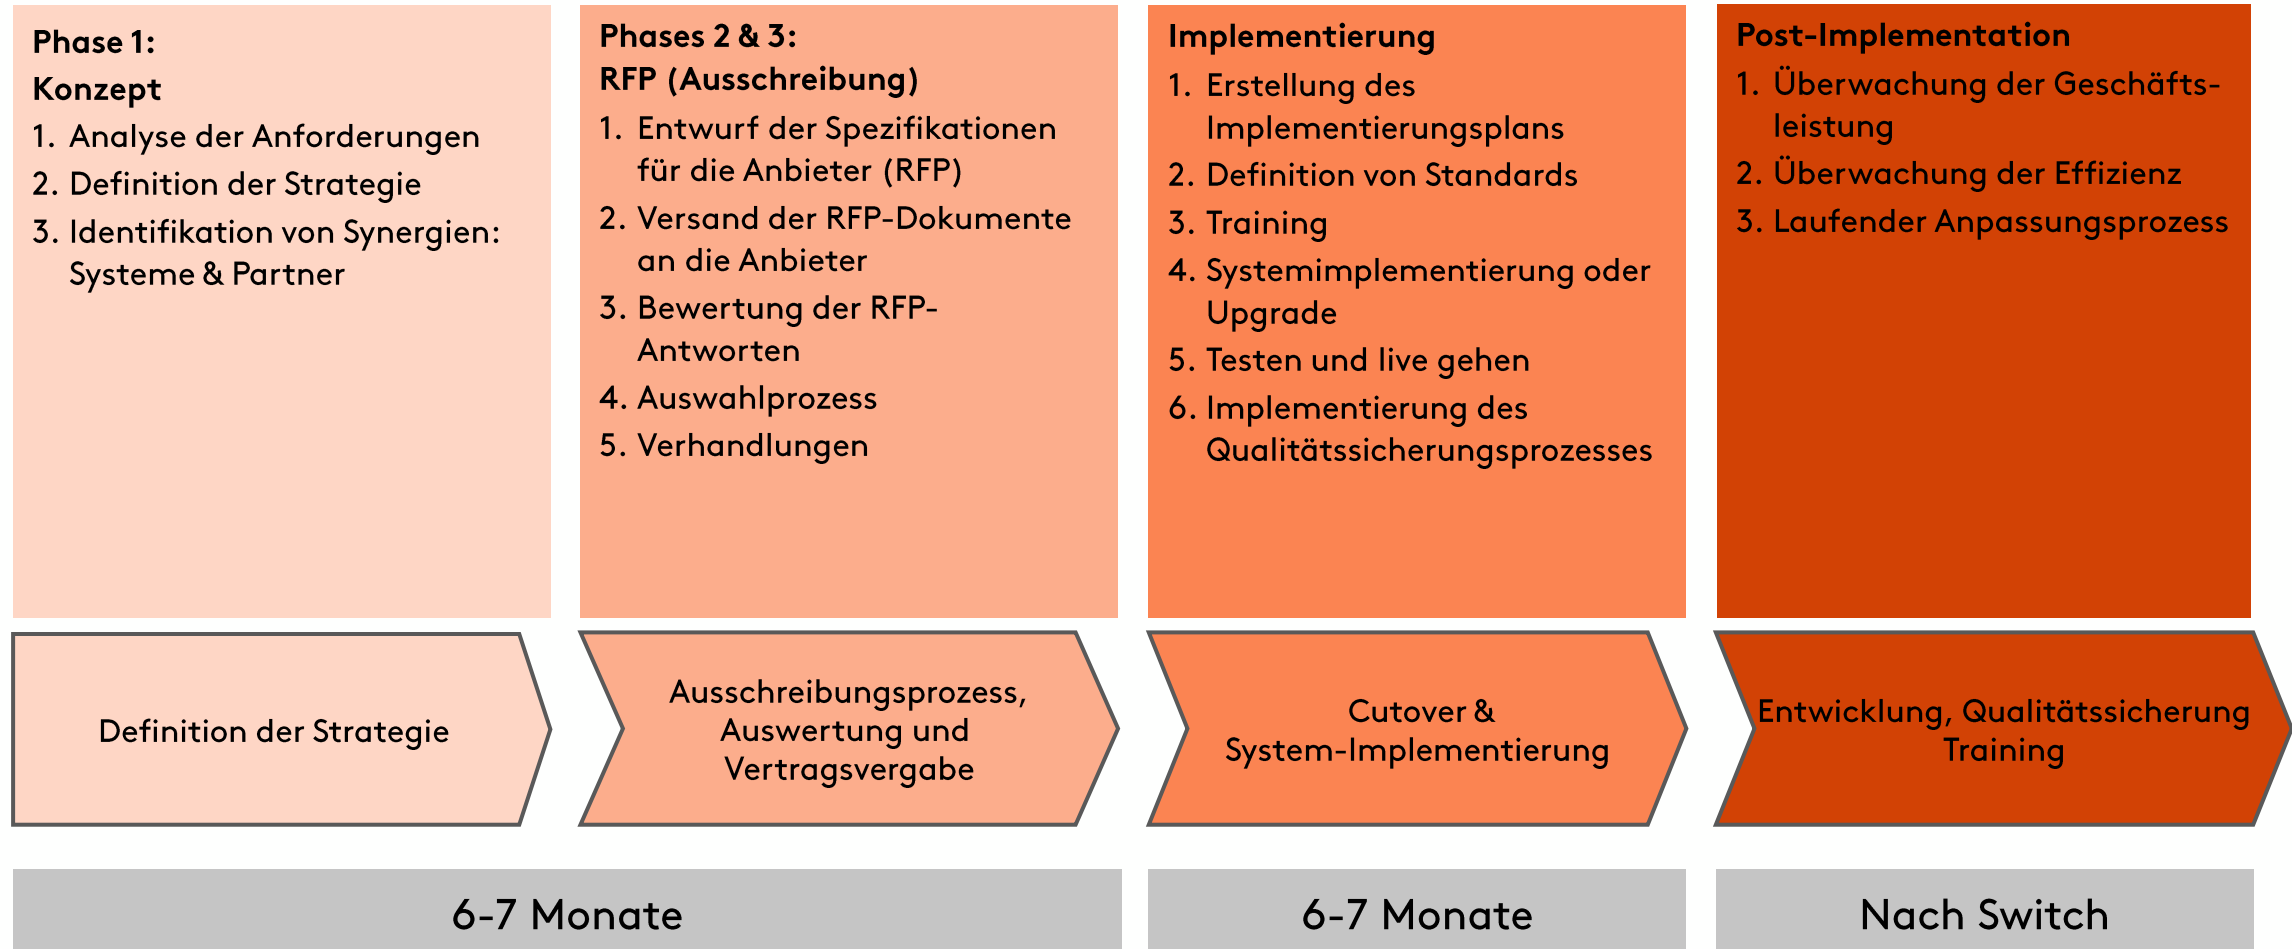 Phase 1:
Konzept
1. Analyse der Anforderungen
2. Definition der Strategie
3. Identifikation von Synergien:
Systeme & Partner
Phases 2 & 3:
RFP (Ausschreibung)
1. Entwurf der Spezifikationen
für die Anbieter (RFP)
2. Versand der RFP-Dokumente
an die Anbieter
3. Bewertung der RFP-
Antworten
4. Auswahlprozess
5. Verhandlungen
Implementierung
1. Erstellung des
Implementierungsplans
2. Definition von Standards
3. Training
4. Systemimplementierung oder
Upgrade
5. Testen und live gehen
6. Implementierung des
Qualitätssicherungsprozesses
Post-Implementation
1. Überwachung der Geschäfts-
leistung
2. Überwachung der Effizienz
3. Laufender Anpassungsprozess
Definition der Strategie
Ausschreibungsprozess,
Auswertung und
Vertragsvergabe
Cutover &
System-Implementierung
Entwicklung, Qualitätssicherung
Training
6-7 Monate
6-7 Monate
Nach Switch